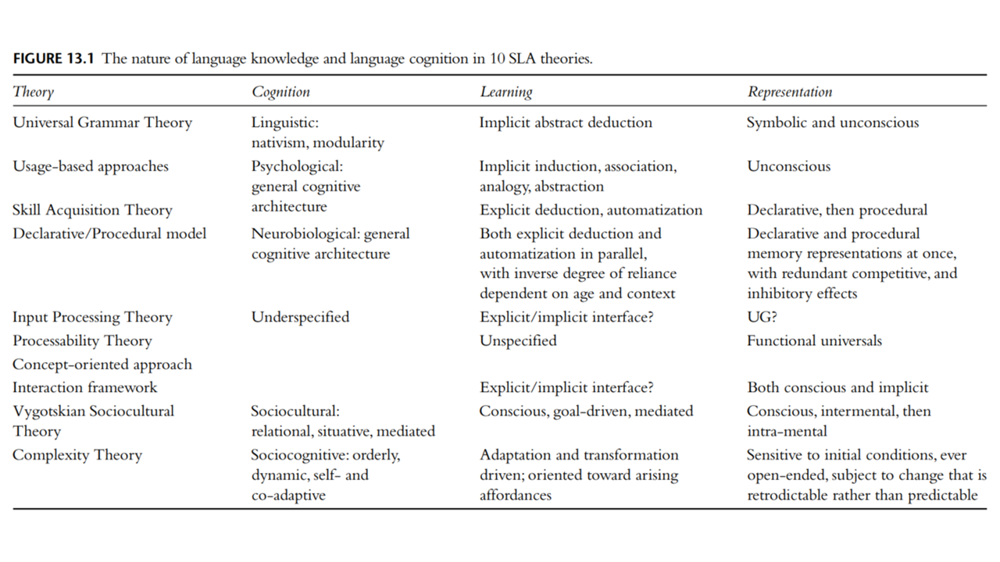 FIGURE 13.1 The nature of language knowledge and language cognition in 10 SLA theories.
Theory Cognition Learning Representation
Universal Grammar Theory Linguistic: Implicit abstract deduction Symbolic and unconscious
nativism, modularity
Usage-based approaches Psychological: Implicit induction, association, Unconscious
general cognitive analogy, abstraction
Skill Acquisition Theory architecture Explicit deduction, automatization Declarative, then procedural
Declarative/Procedural model Neurobiological: general Both explicit deduction and Declarative and procedural
cognitive architecture automatization in parallel, memory representations at once,
with inverse degree of reliance with redundant competitive, and
dependent on age and context inhibitory effects
Input Processing Theory Underspecified Explicit/implicit interface? UG?
Processability Theory Unspecified Functional universals
Concept-oriented approach
Interaction framework Explicit/implicit interface? Both conscious and implicit
Vygotskian Sociocultural Sociocultural: Conscious, goal-driven, mediated Conscious, intermental, then
Theory relational, situative, mediated intra-mental
Complexity Theory Sociocognitive: orderly, Adaptation and transformation Sensitive to initial conditions, ever
dynamic, self- and driven; oriented toward arising open-ended, subject to change that is
co-adaptive affordances retrodictable rather than predictable